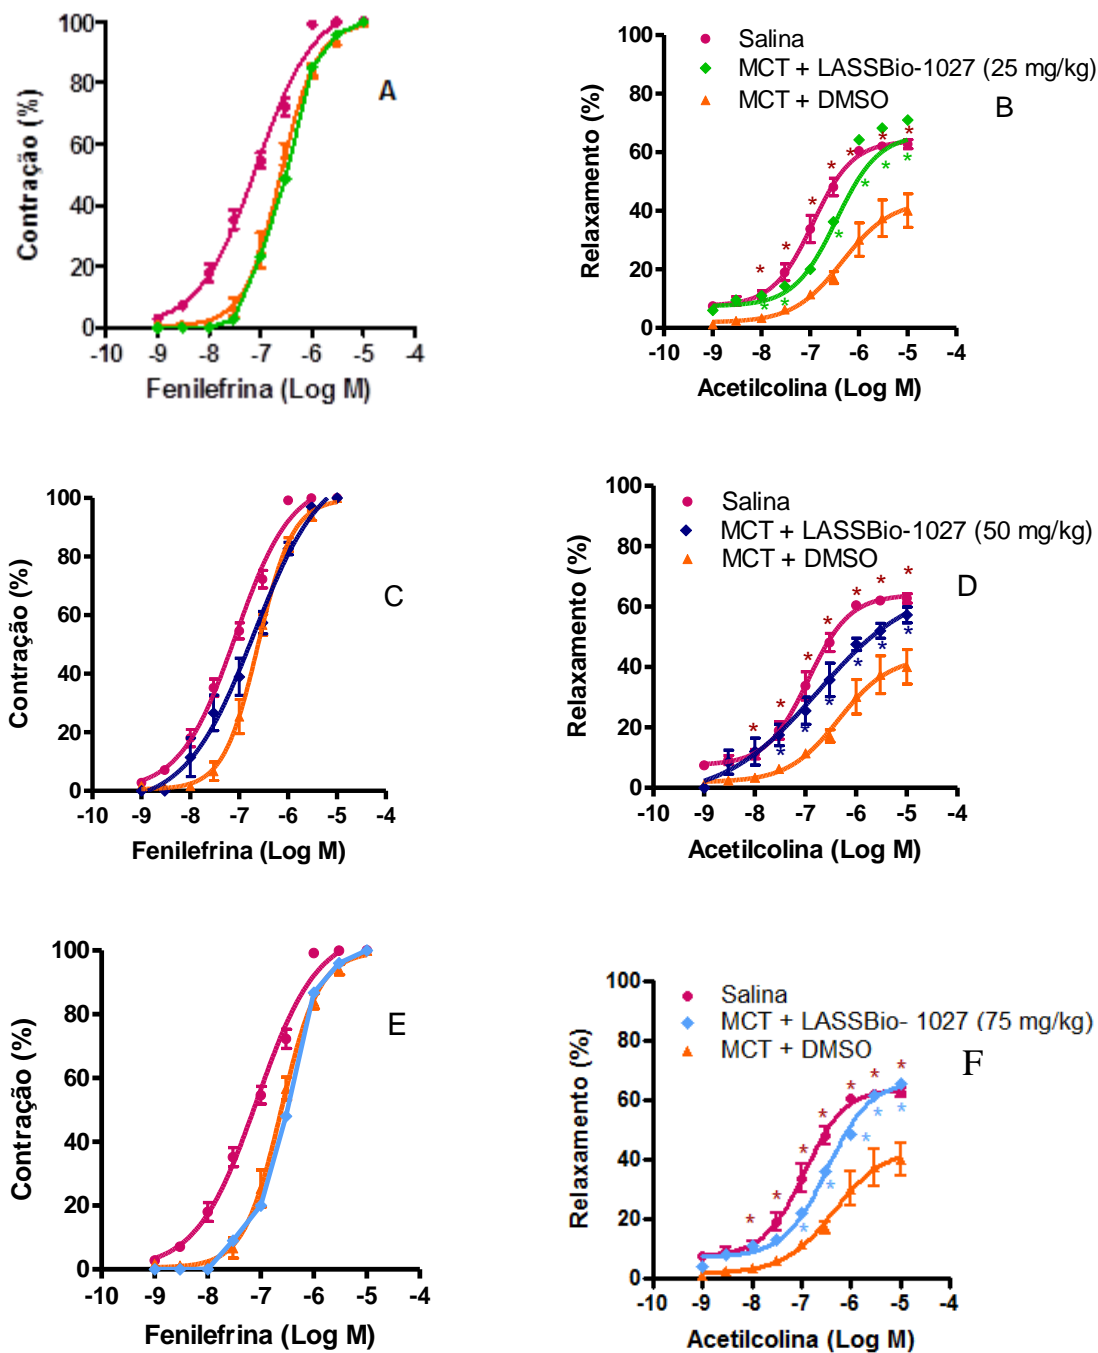 A
Contração (%)
100
80
60
40
20
0
-10 -9 -8 -7 -6 -5 -4
Fenilefrina (Log M)
B
Relaxamento (%)
100
80
60
40
20
0
Salina
MCT + LASSBio-1027 (25 mg/kg)
MCT + DMSO
* * * * * * *
* * * * * *
-10 -9 -8 -7 -6 -5 -4
Acetilcolina (Log M)
C
Contração (%)
100
80
60
40
20
0
-10 -9 -8 -7 -6 -5 -4
Fenilefrina (Log M)
D
Relaxamento (%)
100
80
60
40
20
0
Salina
MCT + LASSBio-1027 (50 mg/kg)
MCT + DMSO
* * * * * * *
* * * * * *
-10 -9 -8 -7 -6 -5 -4
Acetilcolina (Log M)
E
Contração (%)
100
80
60
40
20
0
-10 -9 -8 -7 -6 -5 -4
Fenilefrina (Log M)
F
Relaxamento (%)
100
80
60
40
20
0
Salina
MCT + LASSBio- 1027 (75 mg/kg)
MCT + DMSO
* * * * * * *
* * * * *
-10 -9 -8 -7 -6 -5 -4
Acetilcolina (Log M)